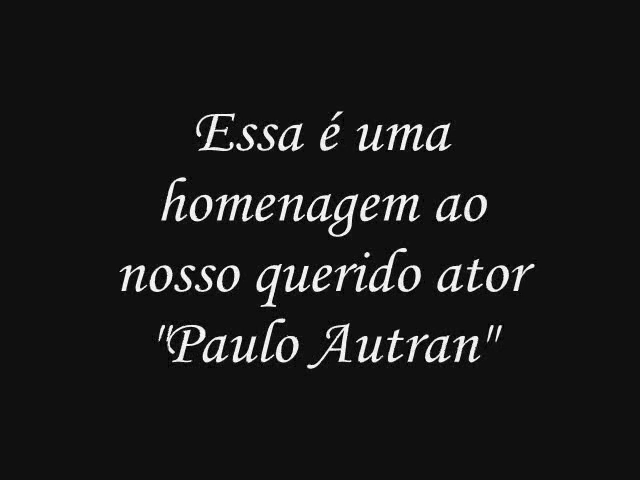 Essa é uma
homenagem ao
nosso querido ator
"Paulo Autran"